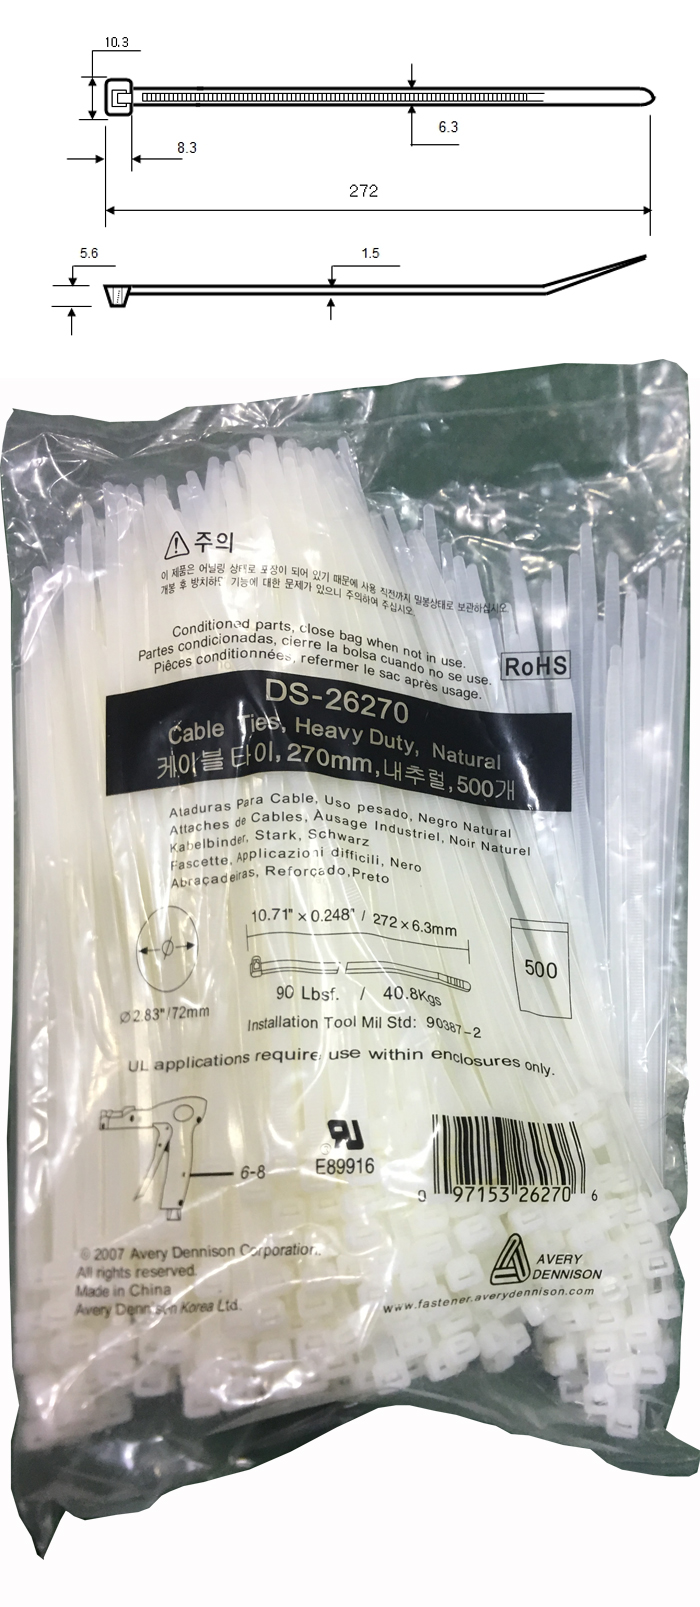 10.3
6.3
8.3
272
5.6
1.5
주의
이 제품은 어닐링 상태로 포장이 되어 있기 때문에 사용 직전까지 밀봉상태로 보관하십시오
개봉 후 방치하면 기능에 대한 문제가 있으니 주의하여 주십시오.
Conditioned parts, close bag when not in use.
Partes condicionadas, cierre la bolsa cuando no se use.
Pièces conditionnées, refermer le sac après usage.
RoHS
DS-26270
Cable Ties, Heavy Duty, Natural
케이블 타이, 270mm, 내추럴, 500개
Ataduras Para Cable, Uso pesado, Negro Natural
Attaches de Cables, Ausage Industriel, Noir Naturel
Kabelbinder, Stark, Schwarz
Fascette, Applicazioni difficili, Nero
Abraçadeiras, Reforçado,Preto
10.71" × 0.248" / 272 × 6.3mm
Ø
500
90 Lbsf. / 40.8Kgs
Ø 2.83"/72mm
Installation Tool Mil Std: 90387-2
UL applications require use within enclosures only.
6-8
E89916
0 97153 26270 6
© 2007 Avery Dennison Corporation.
All rights reserved.
Made in China
Avery Dennison Korea Ltd.
AVERY
DENNISON
www.fastener.averydennison.com